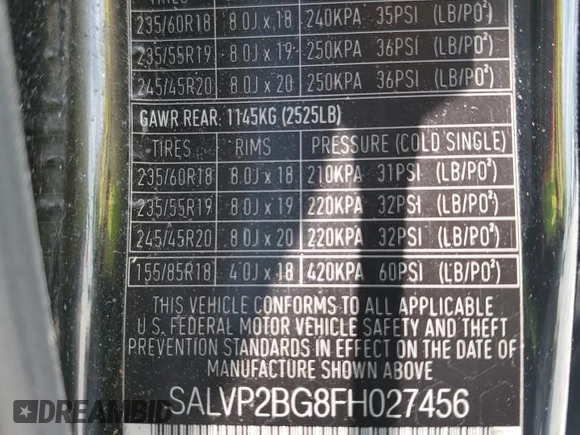 TIRES
235/60R18 8.0J x 18 240KPA 35PSI (LB/PO²)
235/55R19 8.0J x 19 250KPA 36PSI (LB/PO²)
245/45R20 8.0J x 20 250KPA 36PSI (LB/PO²)
GAWR REAR: 1145KG (2525LB)
TIRES RIMS PRESSURE (COLD SINGLE)
235/60R18 8.0J x 18 210KPA 31PSI (LB/PO²)
235/55R19 8.0J x 19 220KPA 32PSI (LB/PO²)
245/45R20 8.0J x 20 220KPA 32PSI (LB/PO²)
155/85R18 4.0J x 18 420KPA 60PSI (LB/PO²)
THIS VEHICLE CONFORMS TO ALL APPLICABLE
U.S. FEDERAL MOTOR VEHICLE SAFETY AND THEFT
PREVENTION STANDARDS IN EFFECT ON THE DATE OF
MANUFACTURE SHOWN ABOVE
SALVP2BG8FH027456
DID IT CRASH?